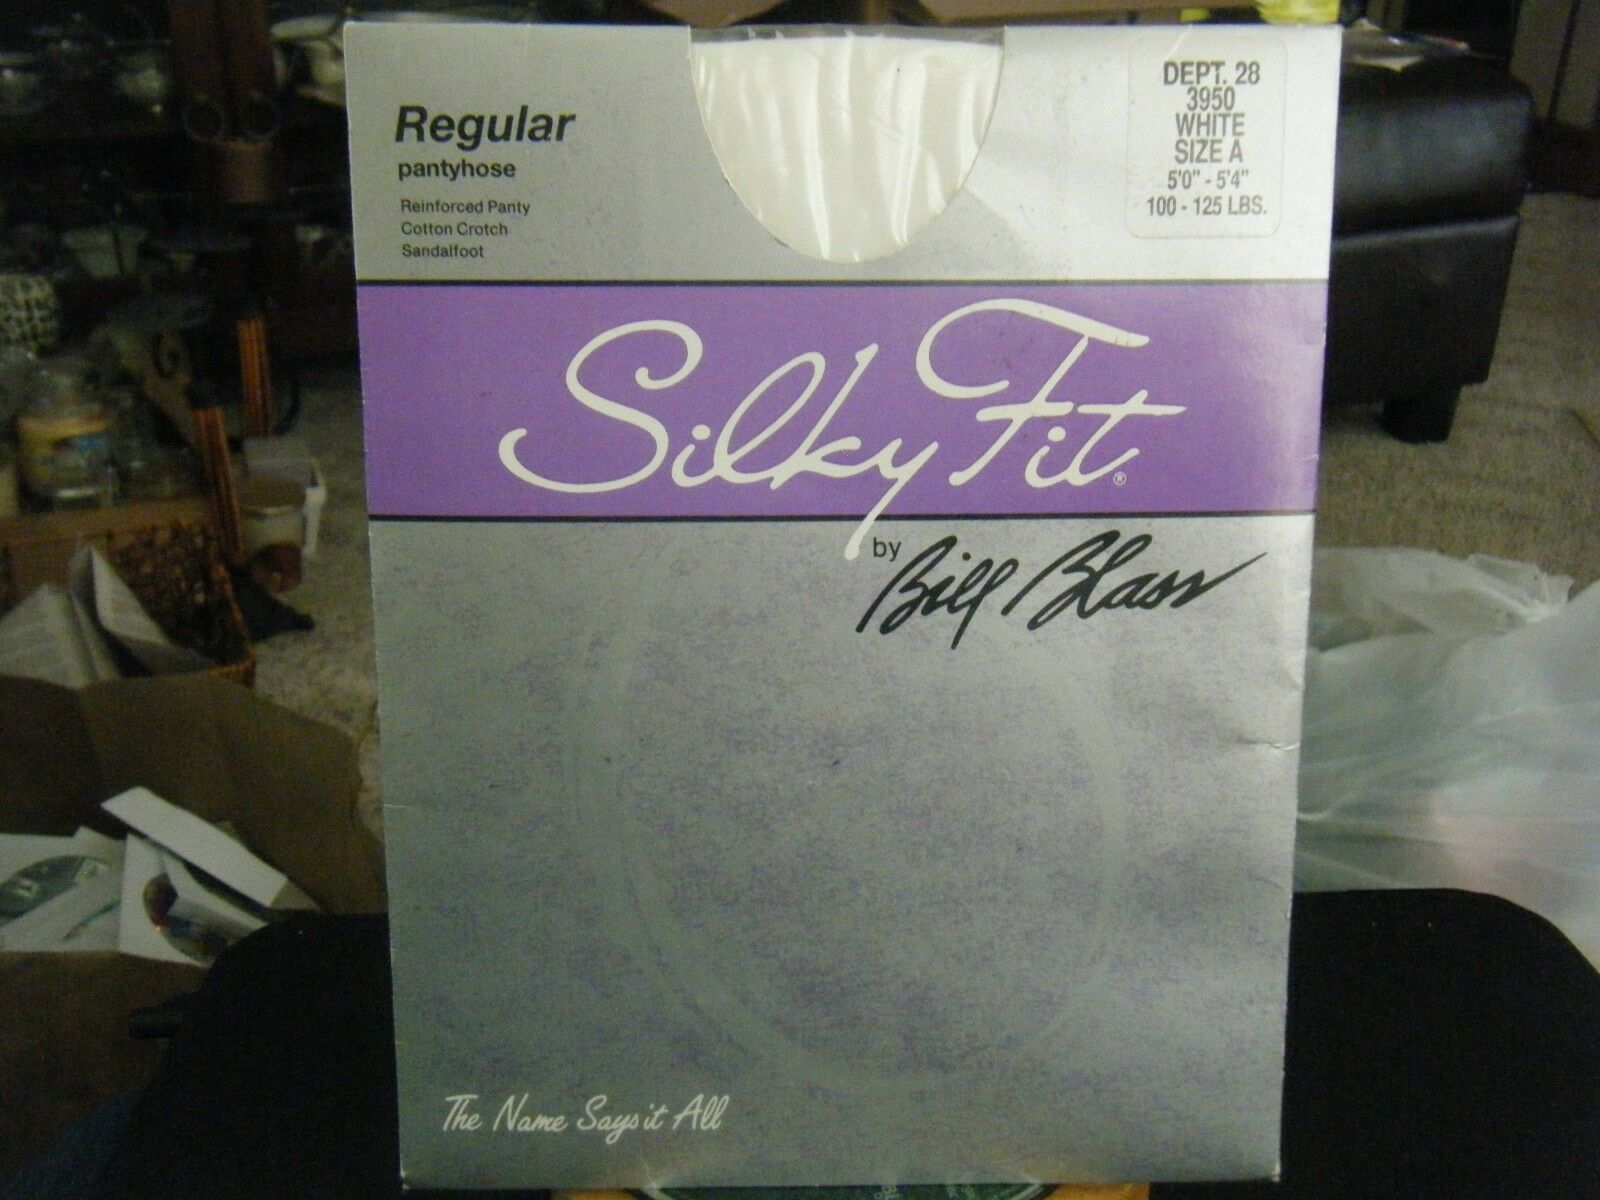 Regular
pantyhose
Reinforced Panty
Cotton Crotch
Sandalfoot
DEPT. 28
3950
WHITE
SIZE A
5'0" - 5'4"
100 - 125 LBS.
Silky Fit®
by Bill Blass
The Name Says it All